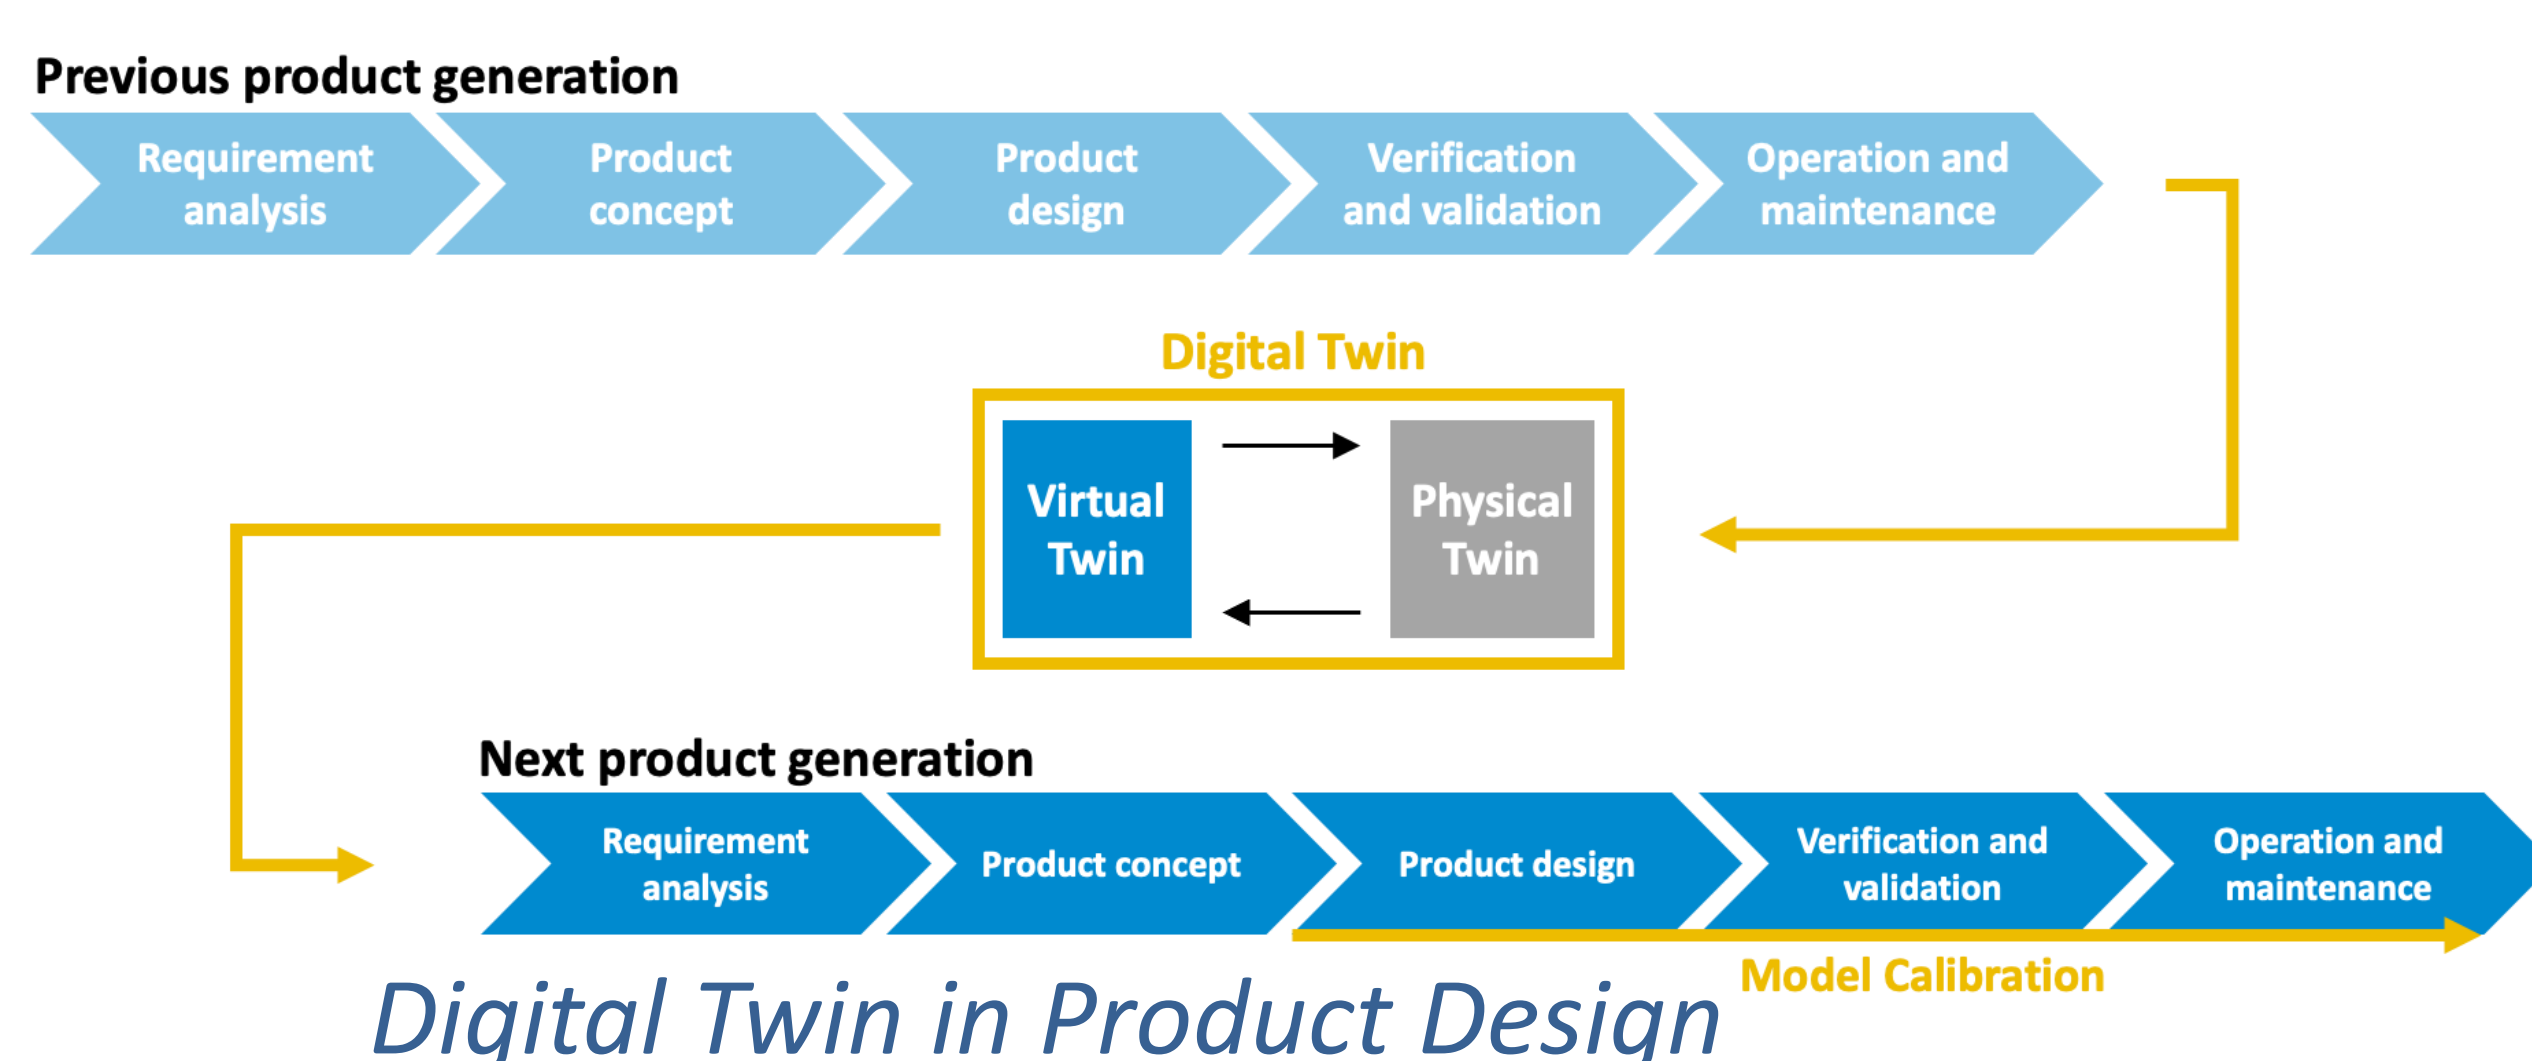 Previous product generation
Requirement
analysis
Product
concept
Product
design
Verification
and validation
Operation and
maintenance
Digital Twin
Virtual
Twin
Physical
Twin
Next product generation
Requirement
analysis
Product concept
Product design
Verification and
validation
Operation and
maintenance
Model Calibration
Digital Twin in Product Design